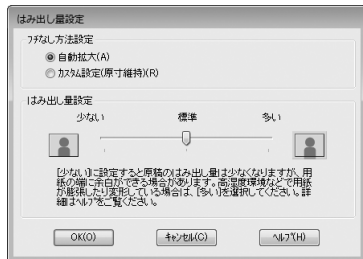 はみ出し量設定
フチなし方法設定
自動拡大(A)
カスタム設定(原寸維持)(R)
はみ出し量設定
少ない 標準 多い
[少ない]に設定すると原稿のはみ出し量は少なくなりますが、用
紙の端に余白ができる場合があります。高湿度環境などで用紙
が膨張したり変形している場合は、[多い]を選択してください。詳
細はヘルプをご覧ください。
OK(O) キャンセル(C) ヘルプ(H)